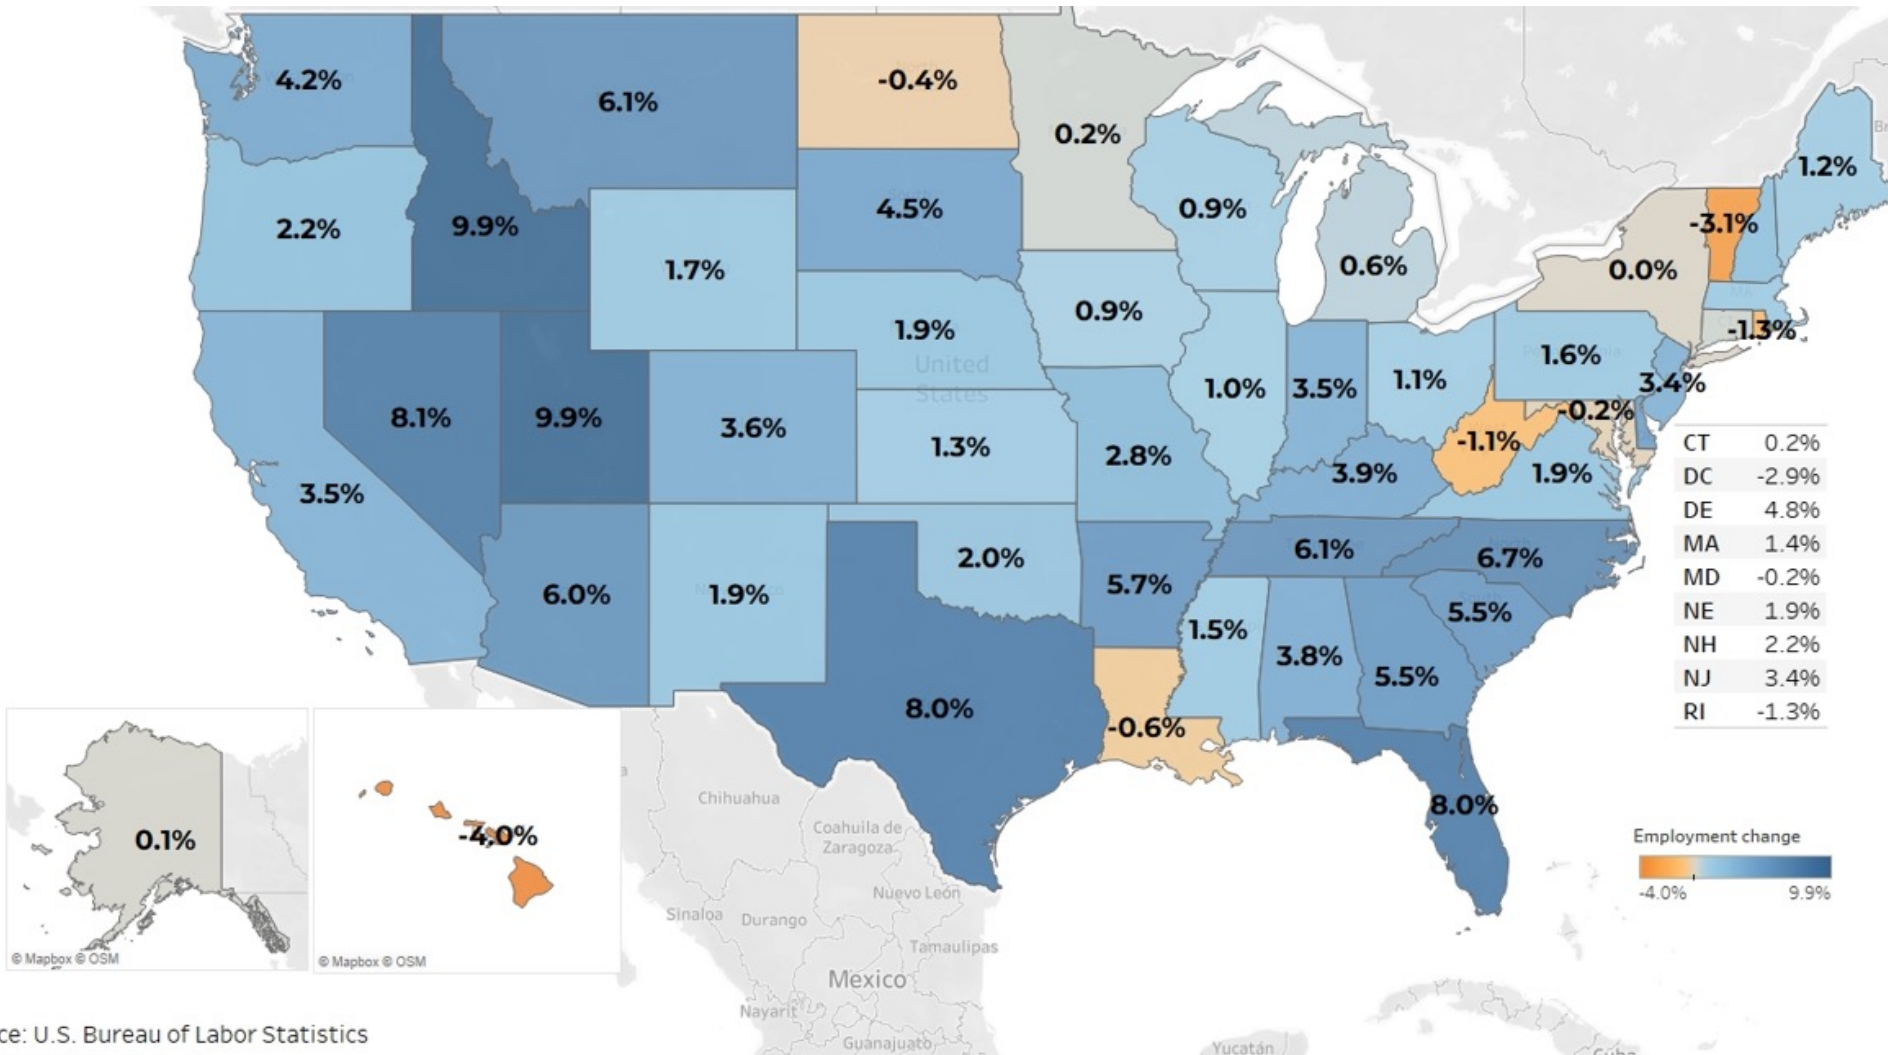 4.2%
6.1%
-0.4%
0.2%
1.2%
2.2%
9.9%
1.7%
4.5%
0.9%
0.6%
0.0%
-3.1%
MA
-1.3%
8.1%
9.9%
3.6%
1.9%
United
States
1.3%
0.9%
1.0%
3.5%
1.1%
1.6%
3.4%
-0.2%
-1.1%
1.9%
3.5%
2.8%
3.9%
6.0%
1.9%
2.0%
5.7%
6.1%
North
6.7%
South
5.5%
1.5%
3.8%
5.5%
8.0%
-0.6%
8.0%
CT 0.2%
DC -2.9%
DE 4.8%
MA 1.4%
MD -0.2%
NE 1.9%
NH 2.2%
NJ 3.4%
RI -1.3%
Employment change
-4.0% 9.9%
0.1%
© Mapbox © OSM
-4.0%
© Mapbox © OSM
Chihuahua
Coahuila de
Zaragoza
Nuevo León
Sinaloa
Durango
Tamaulipas
Mexico
Nayarit
Guanajuato
Yucatán
Cuba
ce: U.S. Bureau of Labor Statistics